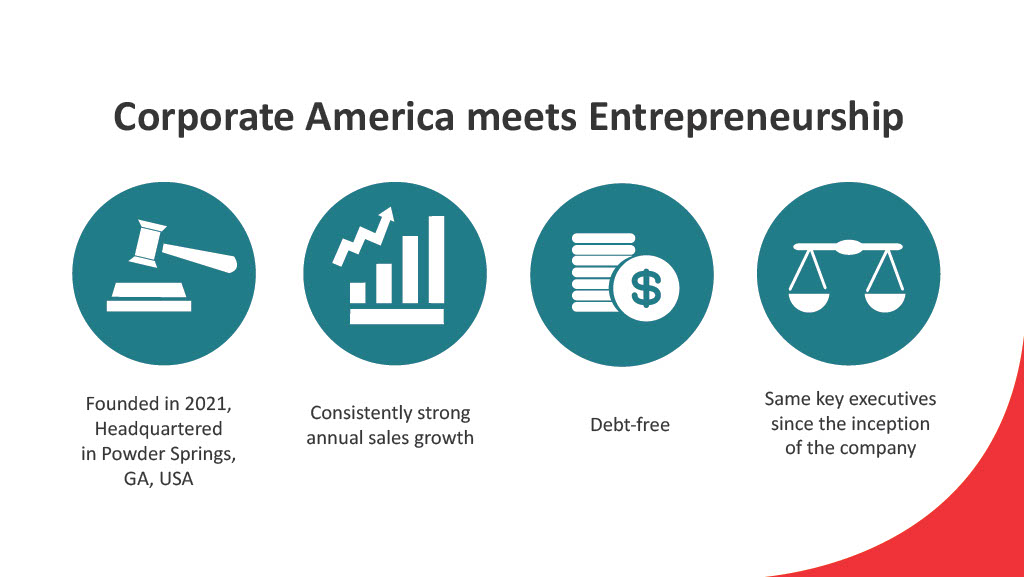 Corporate America meets Entrepreneurship
$
Founded in 2021,
Headquartered
in Powder Springs,
GA, USA
Consistently strong
annual sales growth
Debt-free
Same key executives
since the inception
of the company